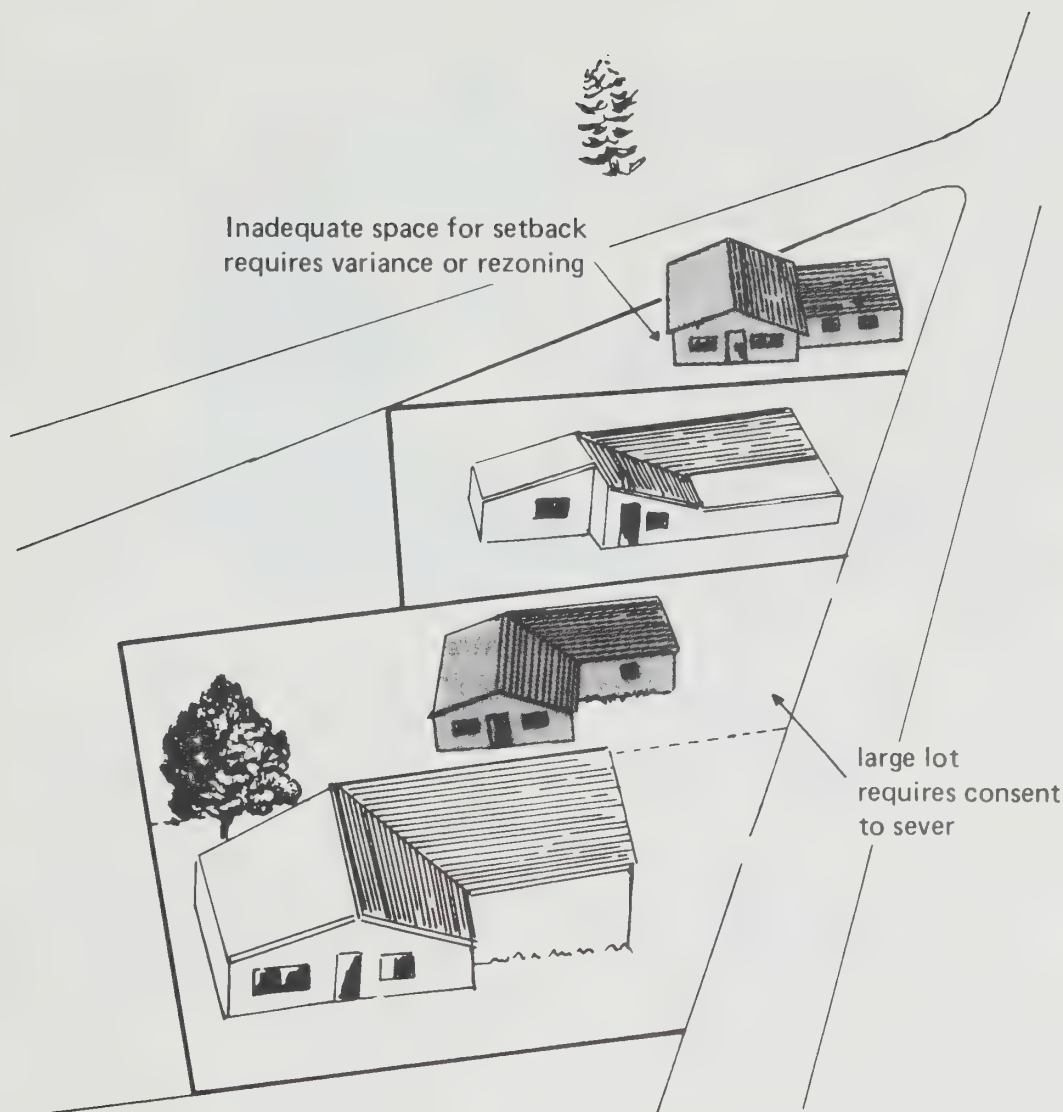 Inadequate space for setback
requires variance or rezoning
large lot
requires consent
to sever